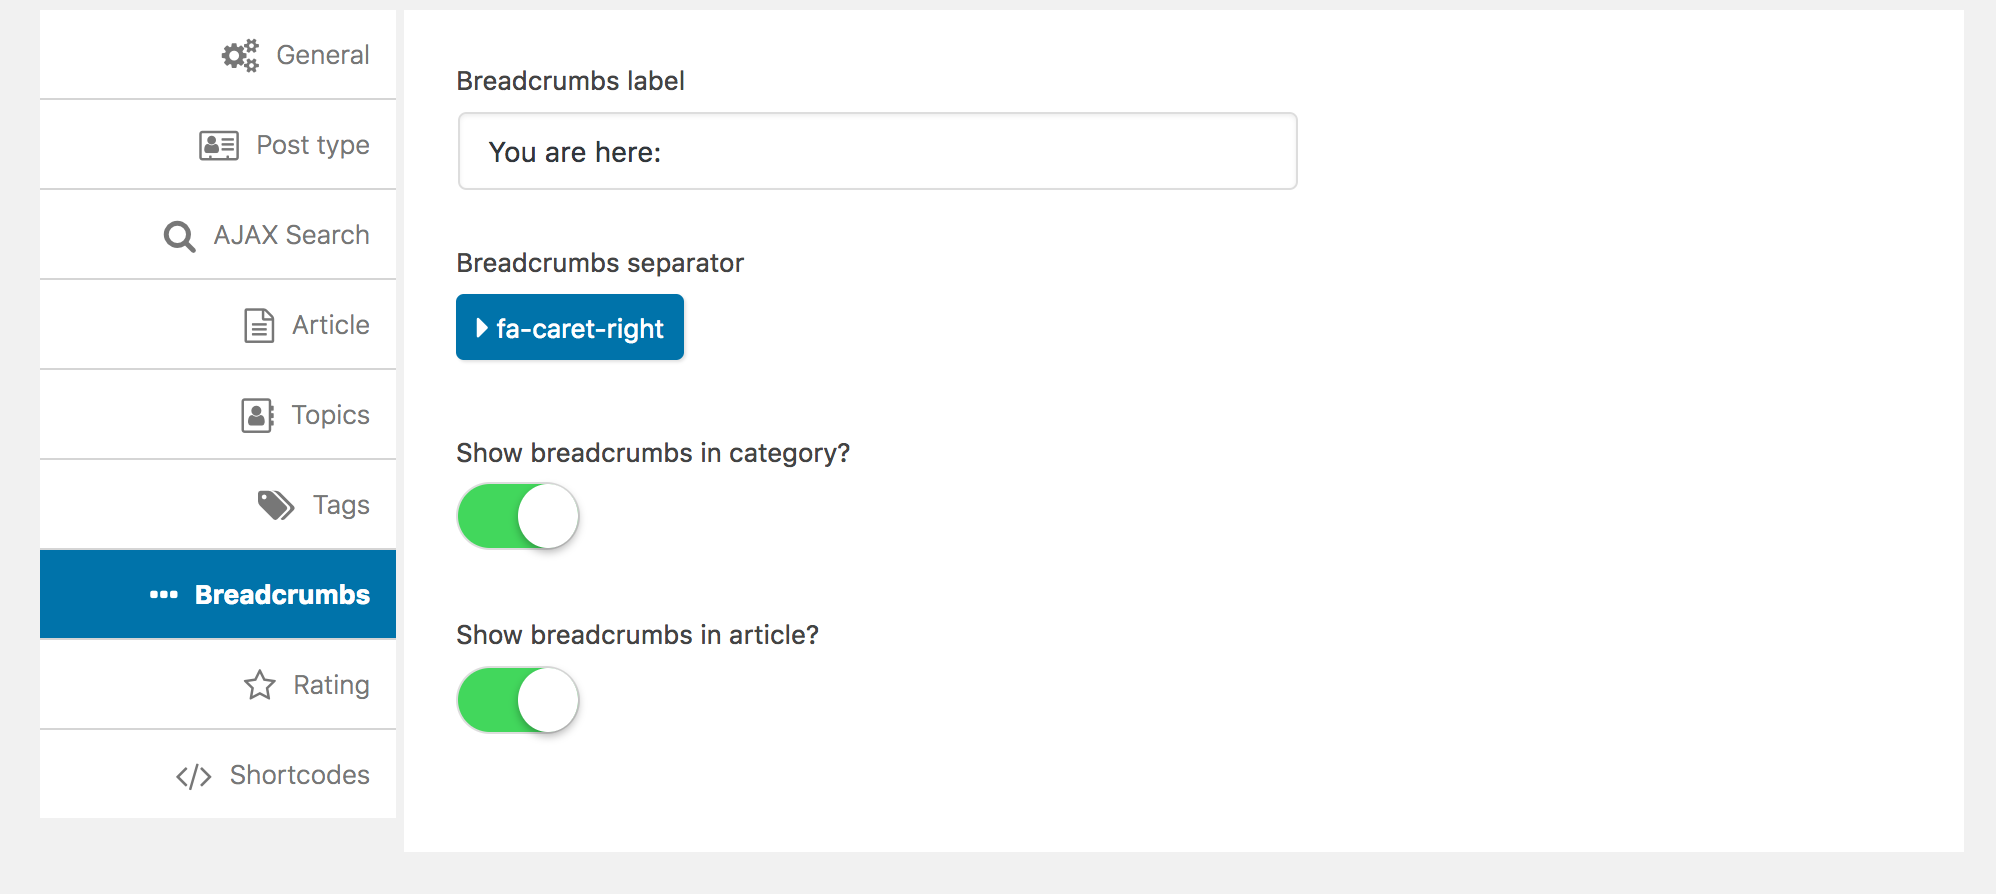 General
Post type
AJAX Search
Article
Topics
Tags
Breadcrumbs
Rating
Shortcodes
Breadcrumbs label
You are here:
Breadcrumbs separator
fa-caret-right
Show breadcrumbs in category?
Show breadcrumbs in article?